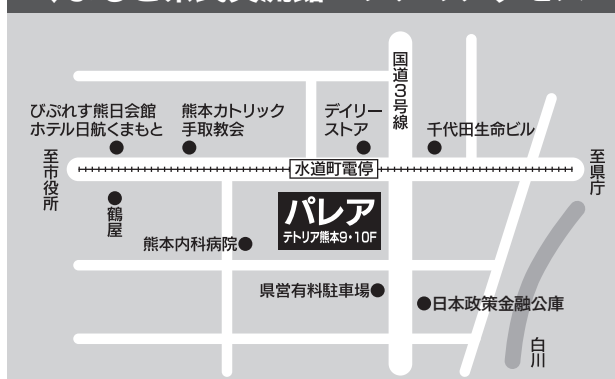 国道3号線
びぷれす熊日会館
ホテル日航くまもと
熊本カトリック
手取教会
デイリー
ストア
千代田生命ビル
至市役所
水道町電停
至県庁
鶴屋
パレア
テトリア熊本9・10F
熊本内科病院
県営有料駐車場
日本政策金融公庫
白川